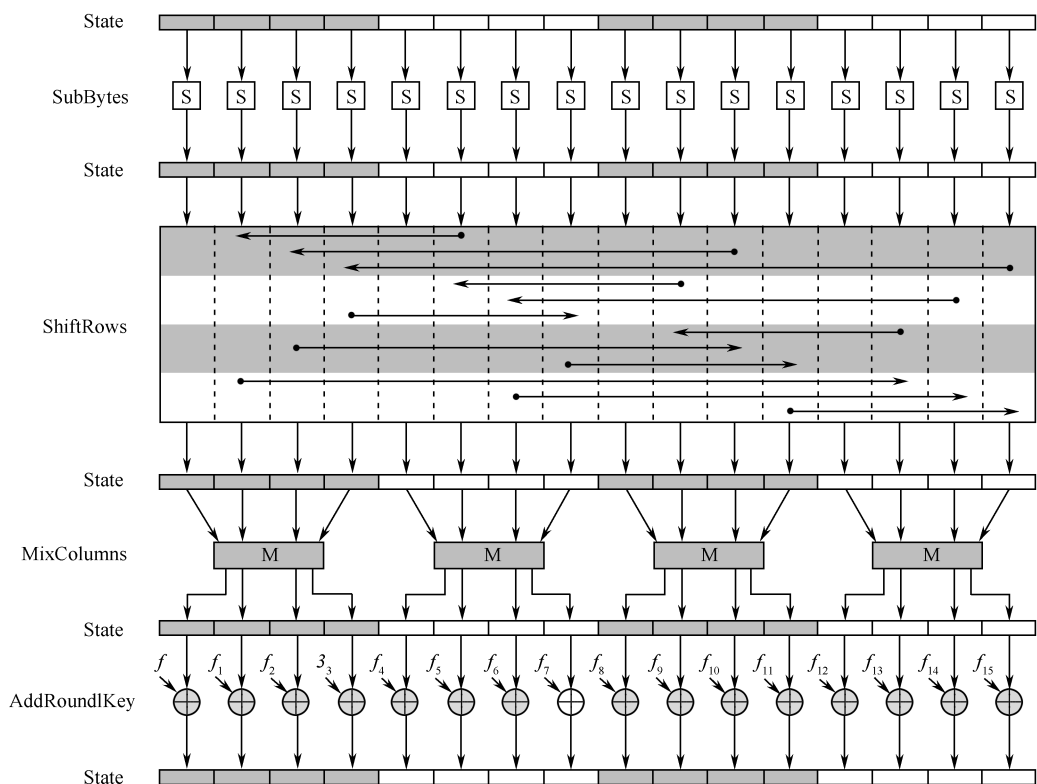 State
SubBytes S S S S S S S S S S S S S S S S
State
ShiftRows
State
MixColumns M M M M
State
f f₁ f₂ 3₃ f₄ f₅ f₆ f₇ f₈ f₉ f₁₀ f₁₁ f₁₂ f₁₃ f₁₄ f₁₅
AddRoundlKey
State